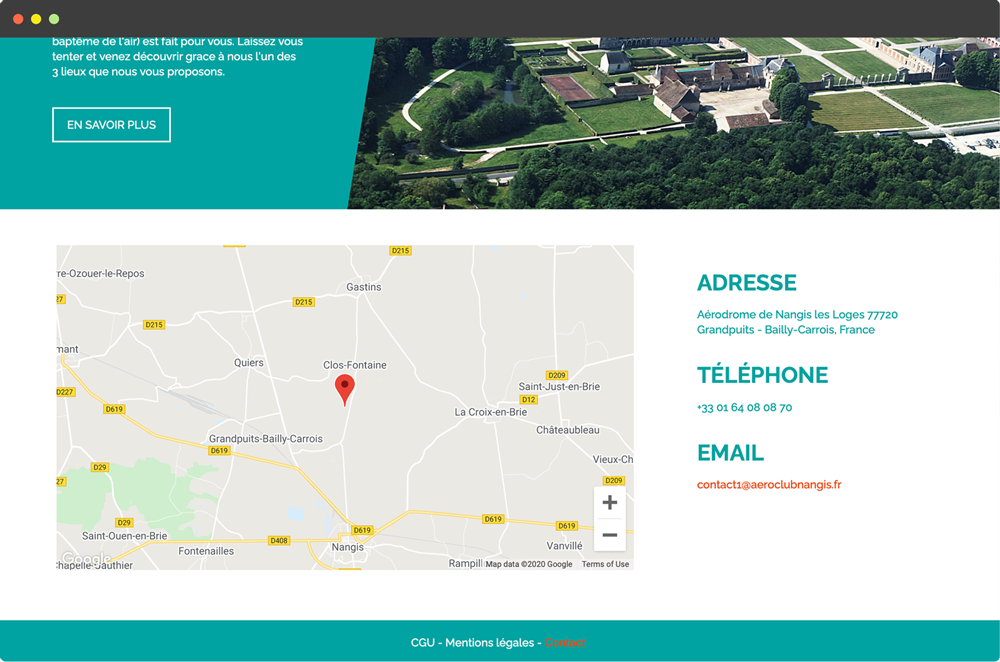 baptême de l'air) est fait pour vous. Laissez vous
tenter et venez découvrir grace à nous l'un des
3 lieux que nous vous proposons.
EN SAVOIR PLUS
D215
re-Ozouer-le-Repos
Gastins
27
D215
D215
mant
Quiers
Clos-Fontaine
D209
Saint-Just-en-Brie
D227
D12
D619
La Croix-en-Brie
Châteaubleu
Grandpuits-Bailly-Carrois
D619
Vieux-Ch
D29
27
D209
D29
D619
D619
D619
Saint-Ouen-en-Brie
D408
Fontenailles
Nangis
Vanvillé
Google
Chapelle-Gauthier
Rampill
Map data ©2020 Google
Terms of Use
ADRESSE
Aérodrome de Nangis les Loges 77720
Grandpuits - Bailly-Carrois, France
TÉLÉPHONE
+33 01 64 08 08 70
EMAIL
contact1@aeroclubnangis.fr
CGU - Mentions légales - Contact